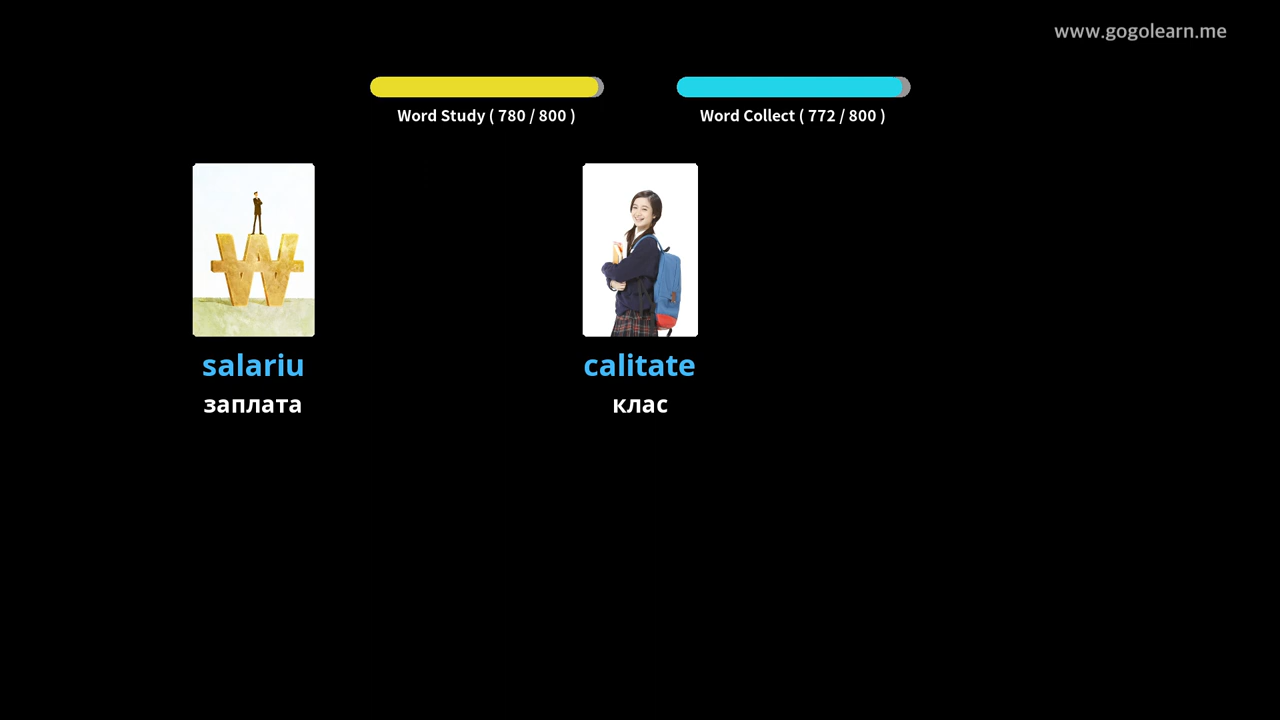 www.gogolearn.me
Word Study ( 780 / 800 )
Word Collect ( 772 / 800 )
salariu
calitate
заплата
клас